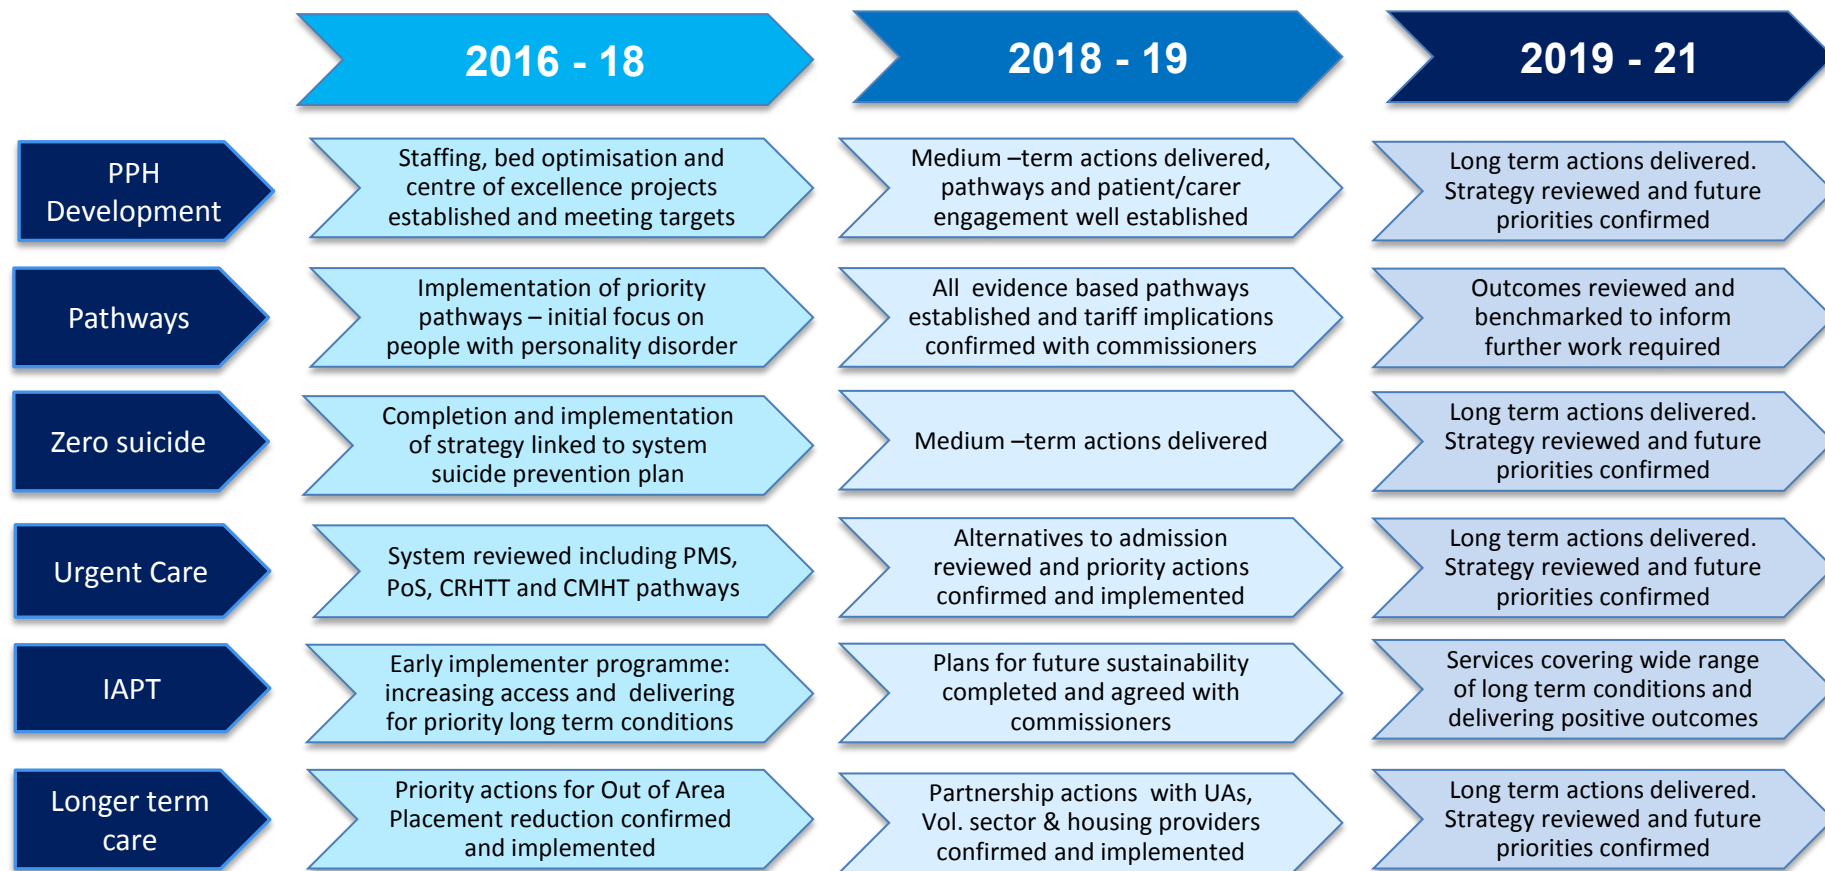 2016 - 18
2018 - 19
2019 - 21
PPH
Development
Staffing, bed optimisation and
centre of excellence projects
established and meeting targets
Medium –term actions delivered,
pathways and patient/carer
engagement well established
Long term actions delivered.
Strategy reviewed and future
priorities confirmed
Pathways
Implementation of priority
pathways – initial focus on
people with personality disorder
All evidence based pathways
established and tariff implications
confirmed with commissioners
Outcomes reviewed and
benchmarked to inform
further work required
Zero suicide
Completion and implementation
of strategy linked to system
suicide prevention plan
Medium –term actions delivered
Long term actions delivered.
Strategy reviewed and future
priorities confirmed
Urgent Care
System reviewed including PMS,
PoS, CRHTT and CMHT pathways
Alternatives to admission
reviewed and priority actions
confirmed and implemented
Long term actions delivered.
Strategy reviewed and future
priorities confirmed
IAPT
Early implementer programme:
increasing access and delivering
for priority long term conditions
Plans for future sustainability
completed and agreed with
commissioners
Services covering wide range
of long term conditions and
delivering positive outcomes
Longer term
care
Priority actions for Out of Area
Placement reduction confirmed
and implemented
Partnership actions with UAs,
Vol. sector & housing providers
confirmed and implemented
Long term actions delivered.
Strategy reviewed and future
priorities confirmed